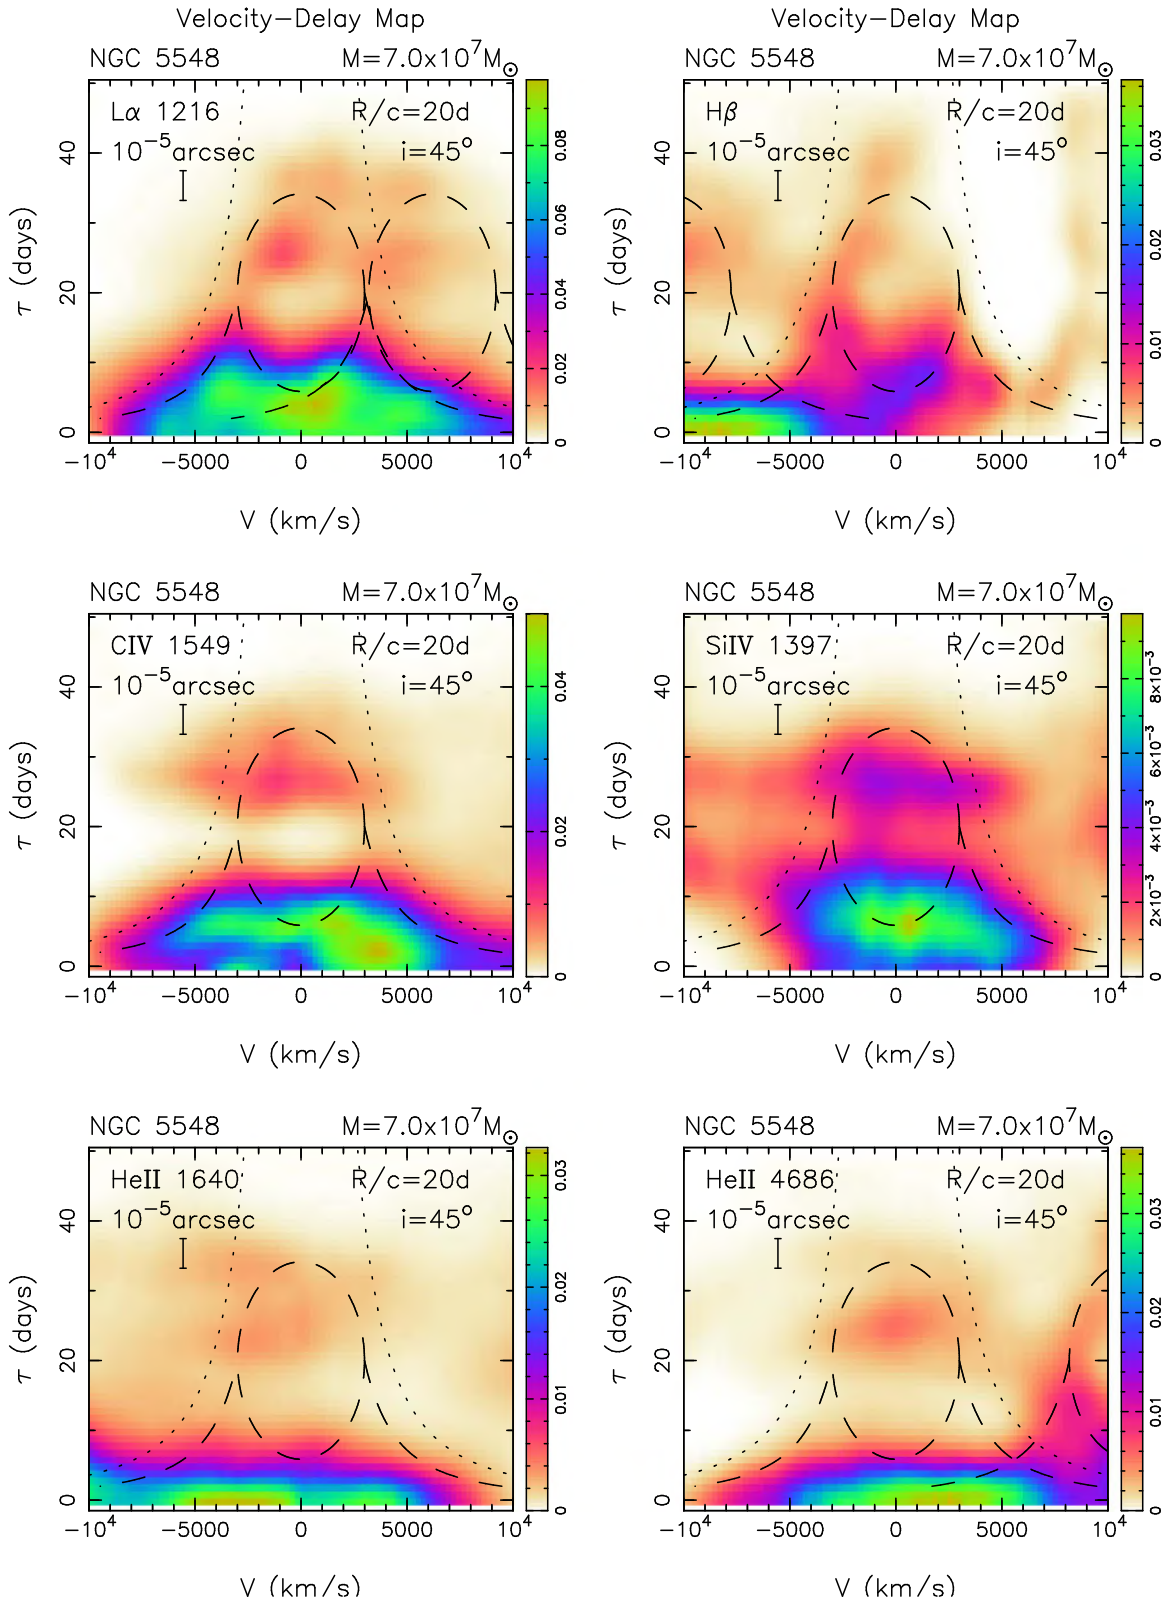 Velocity–Delay Map
NGC 5548 M=7.0x10⁷M⊙
Lα 1216 R/c=20d
10⁻⁵arcsec i=45°
τ (days)
0 20 40
−10⁴ −5000 0 5000 10⁴
V (km/s)
0 0.02 0.04 0.06 0.08
Velocity–Delay Map
NGC 5548 M=7.0x10⁷M⊙
Hβ R/c=20d
10⁻⁵arcsec i=45°
τ (days)
0 20 40
−10⁴ −5000 0 5000 10⁴
V (km/s)
0 0.01 0.02 0.03
NGC 5548 M=7.0x10⁷M⊙
CIV 1549 R/c=20d
10⁻⁵arcsec i=45°
τ (days)
0 20 40
−10⁴ −5000 0 5000 10⁴
V (km/s)
0 0.02 0.04
NGC 5548 M=7.0x10⁷M⊙
SiIV 1397 R/c=20d
10⁻⁵arcsec i=45°
τ (days)
0 20 40
−10⁴ −5000 0 5000 10⁴
V (km/s)
0 2×10⁻³ 4×10⁻³ 6×10⁻³ 8×10⁻³
NGC 5548 M=7.0x10⁷M⊙
HeII 1640 R/c=20d
10⁻⁵arcsec i=45°
τ (days)
0 20 40
−10⁴ −5000 0 5000 10⁴
V (km/s)
0 0.01 0.02 0.03
NGC 5548 M=7.0x10⁷M⊙
HeII 4686 R/c=20d
10⁻⁵arcsec i=45°
τ (days)
0 20 40
−10⁴ −5000 0 5000 10⁴
V (km/s)
0 0.01 0.02 0.03